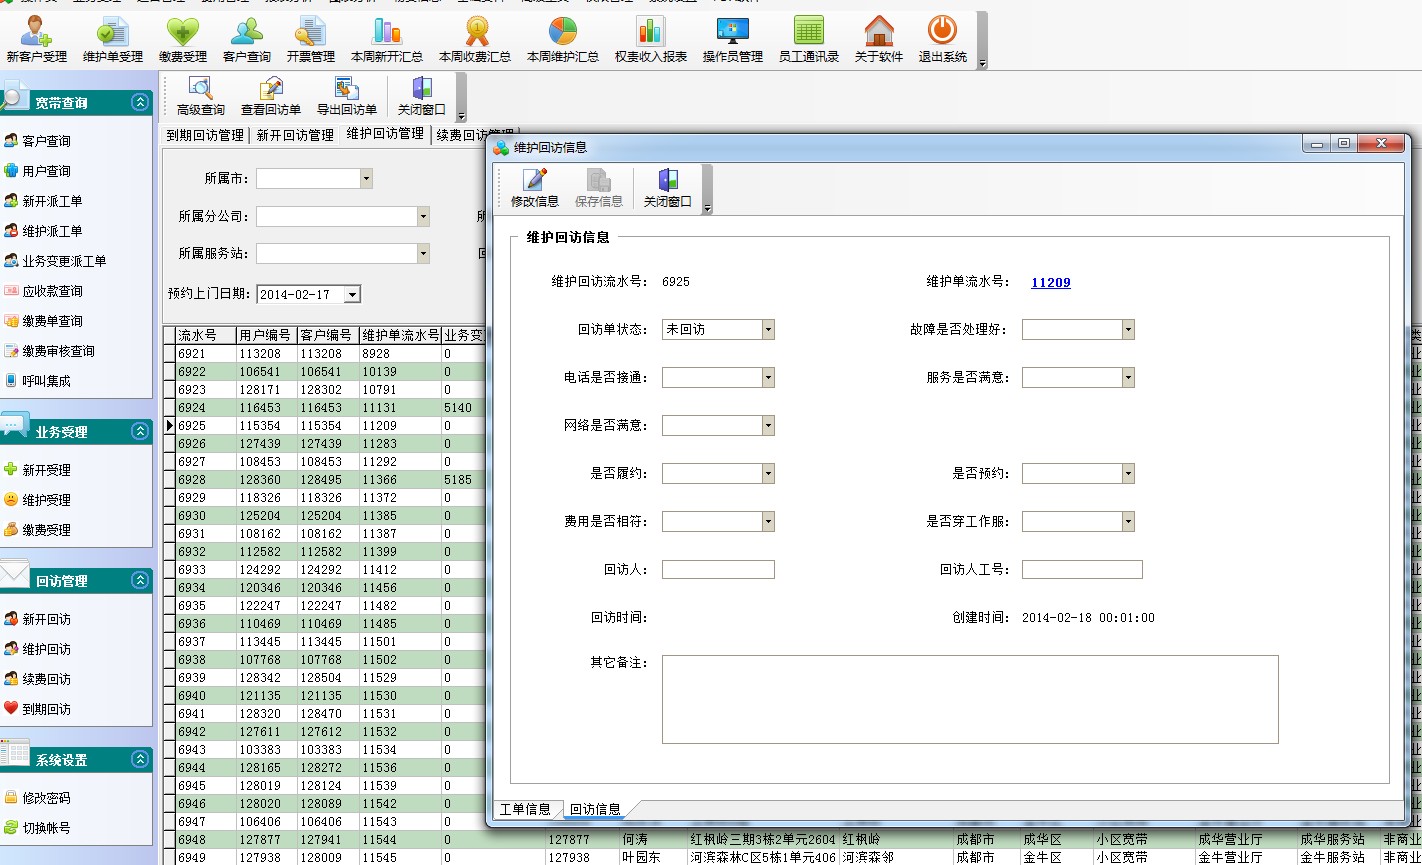 新客户受理 维护单受理 缴费受理 客户查询 开票管理 本周新开汇总 本周收费汇总 本周维护汇总 权责收入报表 操作员管理 员工通讯录 关于软件 退出系统
高级查询 查看回访单 导出回访单 关闭窗口
到期回访管理 新开回访管理 维护回访管理 续费回访管理
宽带查询
客户查询
用户查询
新开派工单
维护派工单
业务变更派工单
应收款查询
缴费单查询
缴费审核查询
呼叫集成
业务受理
新开受理
维护受理
缴费受理
回访管理
新开回访
维护回访
续费回访
到期回访
系统设置
修改密码
切换帐号
所属市：
所属分公司：
所属服务站：
预约上门日期： 2014-02-17
流水号 用户编号 客户编号 维护单流水号 业务变
6921 113208 113208 8928 0
6922 106541 106541 10139 0
6923 128171 128302 10791 0
6924 116453 116453 11131 5140
6925 115354 115354 11209 0
6926 127439 127439 11283 0
6927 108453 108453 11292 0
6928 128360 128495 11366 5185
6929 118326 118326 11372 0
6930 125204 125204 11385 0
6931 108162 108162 11387 0
6932 112582 112582 11399 0
6933 124292 124292 11412 0
6934 120346 120346 11456 0
6935 122247 122247 11482 0
6936 110469 110469 11485 0
6937 113445 113445 11501 0
6938 107768 107768 11502 0
6939 128342 128504 11529 0
6940 121135 121135 11530 0
6941 128320 128470 11531 0
6942 127611 127612 11532 0
6943 103383 103383 11534 0
6944 128165 128272 11536 0
6945 128019 128124 11539 0
6946 128020 128089 11542 0
6947 106406 106406 11543 0
6948 127877 127941 11544 0 127877 何涛 红枫岭三期3栋2单元2604 红枫岭 成都市 成华区 小区宽带 成华营业厅 成华服务站 非商业
6949 127938 128009 11545 0 127938 叶园东 河滨森林C区5栋1单元406 河滨森邻 成都市 金牛区 小区宽带 金牛营业厅 金牛服务站 非商业
维护回访信息
修改信息 保存信息 关闭窗口
维护回访信息
维护回访流水号： 6925 维护单流水号： 11209
回访单状态： 未回访 故障是否处理好：
电话是否接通： 服务是否满意：
网络是否满意：
是否履约： 是否预约：
费用是否相符： 是否穿工作服：
回访人： 回访人工号：
回访时间： 创建时间： 2014-02-18 00:01:00
其它备注：
工单信息 回访信息